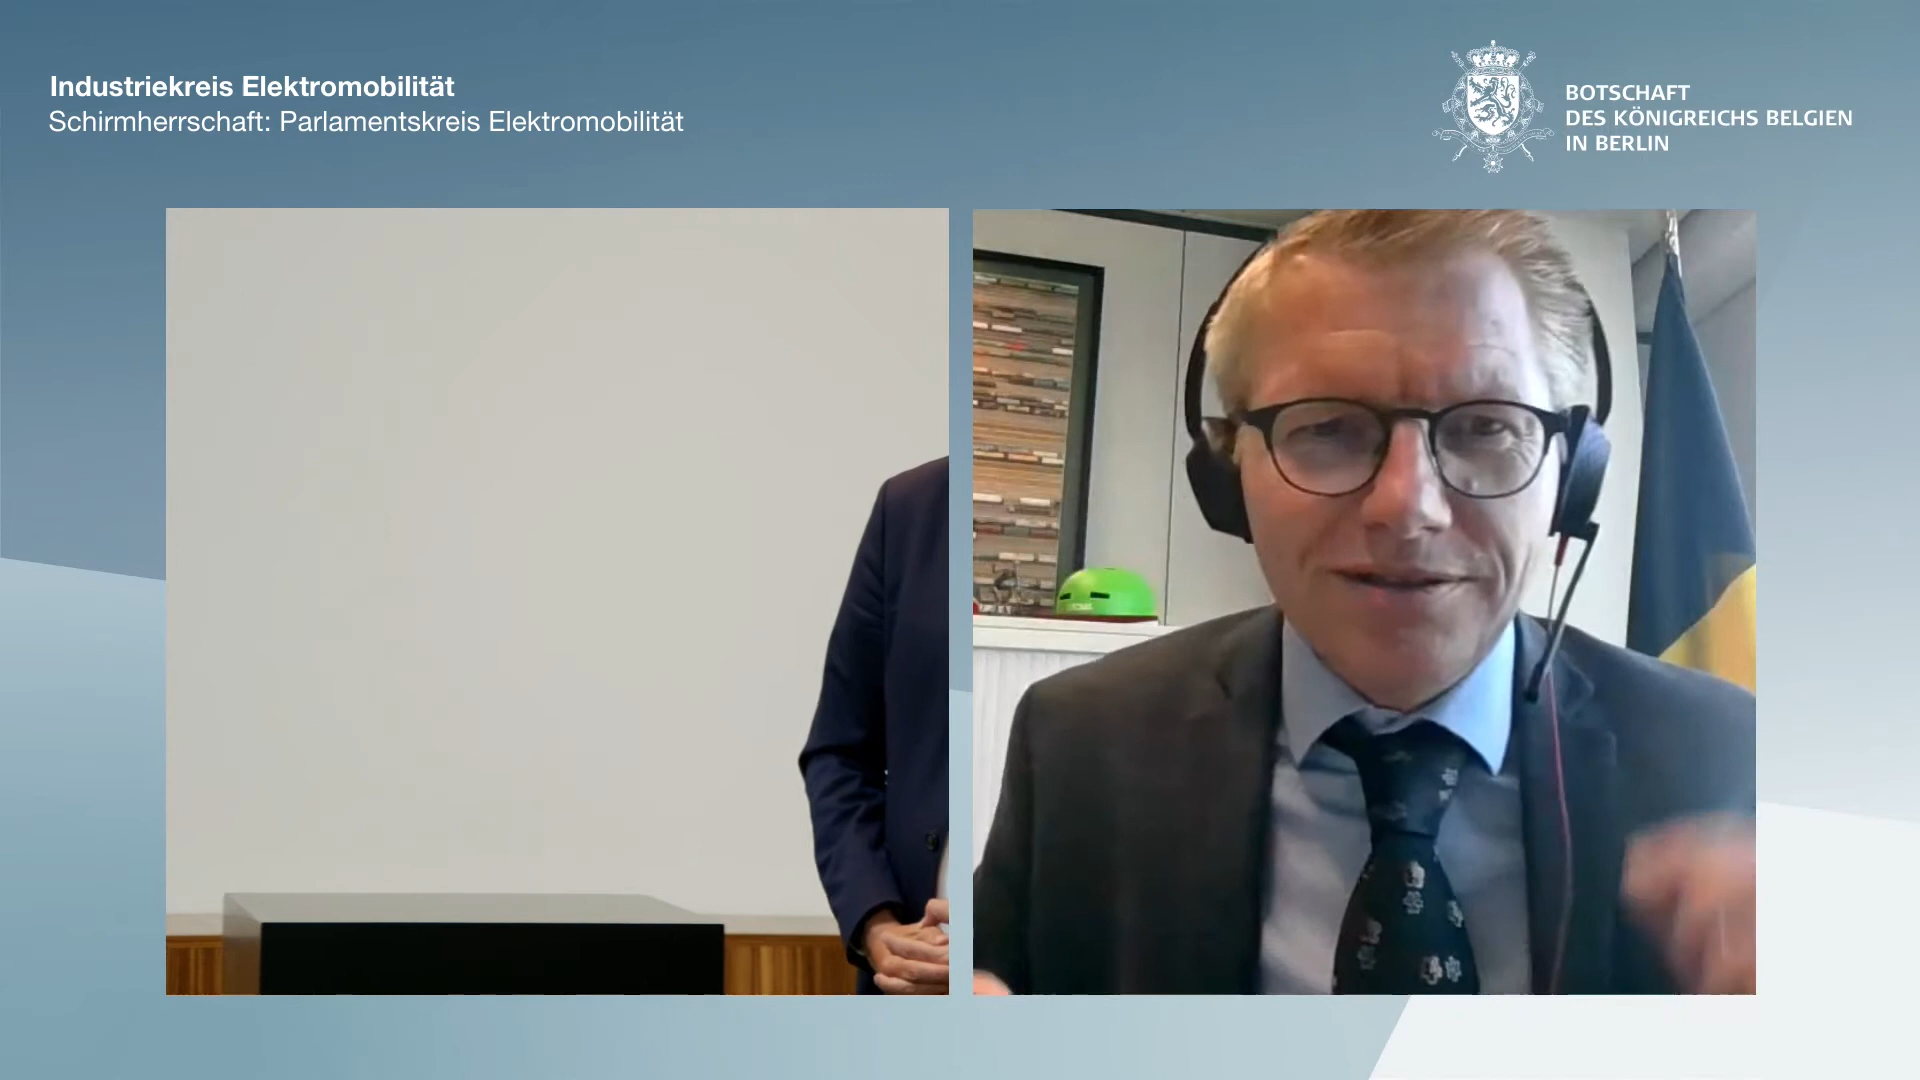 Industriekreis Elektromobilität
Schirmherrschaft: Parlamentskreis Elektromobilität
BOTSCHAFT
DES KÖNIGREICHS BELGIEN
IN BERLIN